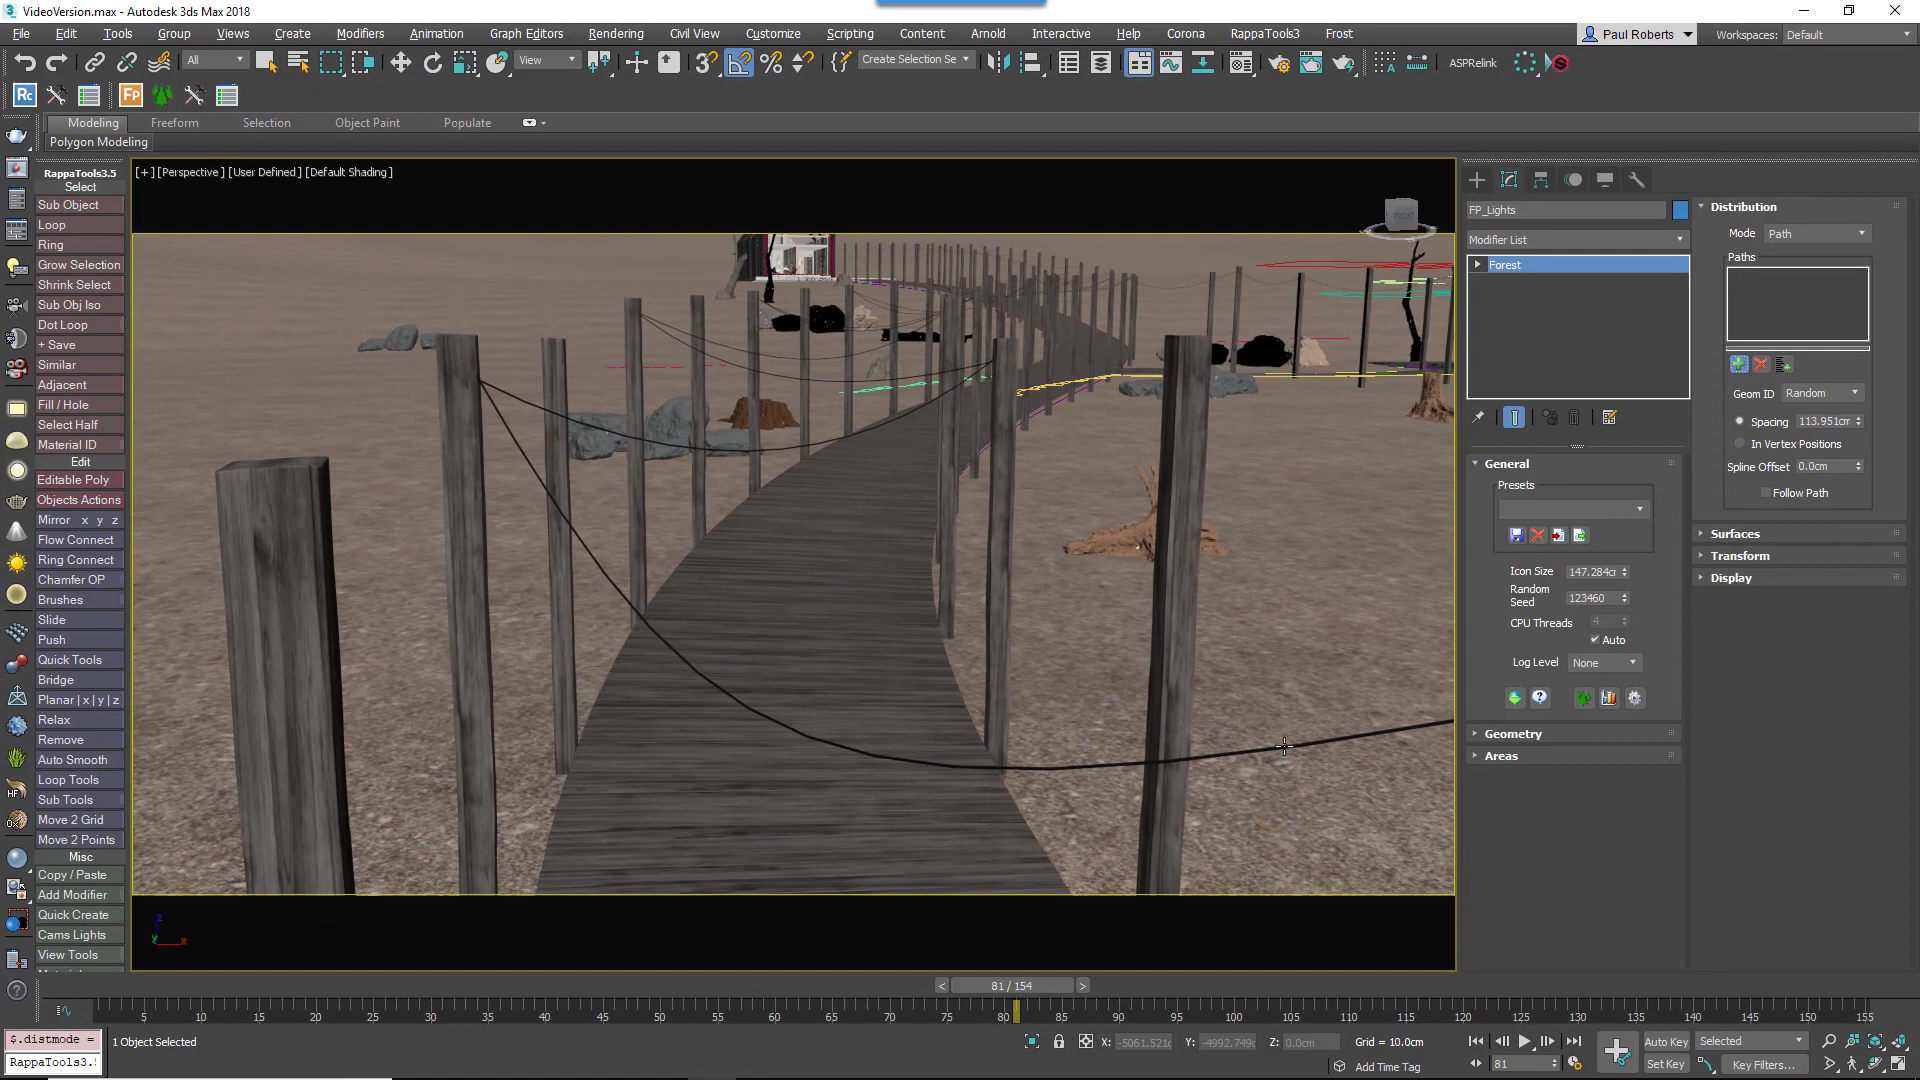 VideoVersion.max - Autodesk 3ds Max 2018
File Edit Tools Group Views Create Modifiers Animation Graph Editors Rendering Civil View Customize Scripting Content Arnold Interactive Help Corona RappaTools3 Frost
Paul Roberts Workspaces: Default
All View Create Selection Se ASPRelink
Rc Fp
Modeling Freeform Selection Object Paint Populate
Polygon Modeling
RappaTools3.5
Select
Sub Object
Loop
Ring
Grow Selection
Shrink Select
Sub Obj Iso
Dot Loop
+ Save
Similar
Adjacent
Fill / Hole
Select Half
Material ID
Edit
Editable Poly
Objects Actions
Mirror x y z
Flow Connect
Ring Connect
Chamfer OP
Brushes
Slide
Push
Quick Tools
Bridge
Planar | x | y | z
Relax
Remove
Auto Smooth
Loop Tools
Sub Tools
Move 2 Grid
Move 2 Points
Misc
Copy / Paste
Add Modifier
Quick Create
Cams Lights
View Tools
[+] [Perspective ] [User Defined ] [Default Shading ]
z
y x
FP_Lights
Modifier List
Forest
General
Presets
Icon Size 147.284cr
Random Seed 123460
CPU Threads 4
Auto
Log Level None
Geometry
Areas
Distribution
Mode Path
Paths
Geom ID Random
Spacing 113.951cm
In Vertex Positions
Spline Offset 0.0cm
Follow Path
Surfaces
Transform
Display
< 81 / 154 >
5 10 15 20 25 30 35 40 45 50 55 60 65 70 75 80 85 90 95 100 105 110 115 120 125 130 135 140 145 150 155
$.distmode =
RappaTools3.5
1 Object Selected
X: -5061.521c Y: -4992.749c Z: 0.0cm Grid = 10.0cm
Add Time Tag
81
Auto Key Selected
Set Key Key Filters...